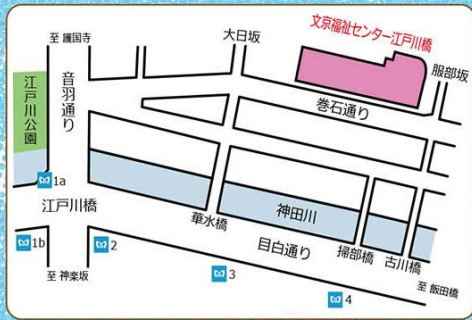 文京福祉センター江戸川橋
至 護国寺
大日坂
服部坂
音羽通り
江戸川公園
巻石通り
1a
江戸川橋
華水橋
神田川
目白通り
掃部橋
古川橋
1b
2
3
4
至 神楽坂
至 飯田橋